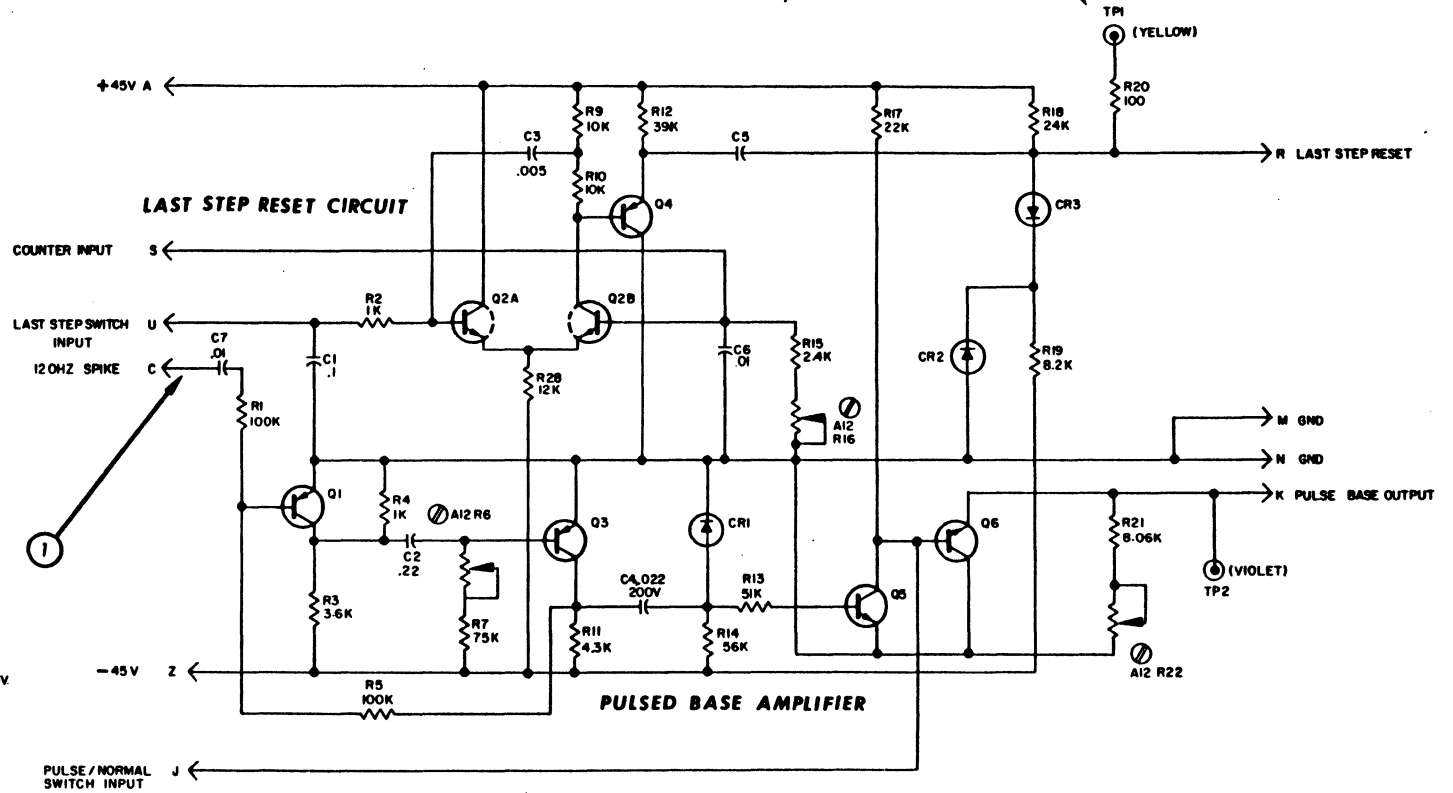 TP1
(YELLOW)
+45V A
R20
100
R9
10K
R12
39K
R17
22K
R18
24K
C3
.005
C5
R LAST STEP RESET
R10
10K
LAST STEP RESET CIRCUIT
Q4
CR3
COUNTER INPUT S
R2
1K
Q2A
Q2B
LAST STEP SWITCH U
INPUT
C7
.01
C1
.1
C6
.01
R15
2.4K
CR2
R19
8.2K
120HZ SPIKE C
R28
12K
R1
100K
A12
R16
M GND
N GND
Q1
R4
1K
A12R6
Q3
CR1
Q6
K PULSE BASE OUTPUT
R21
8.06K
C2
.22
(VIOLET)
TP2
1
C4.022
200V
R13
51K
Q5
R3
3.6K
R7
75K
R11
4.3K
R14
56K
-45V Z
A12 R22
V.
R5
100K
PULSED BASE AMPLIFIER
PULSE/NORMAL J
SWITCH INPUT